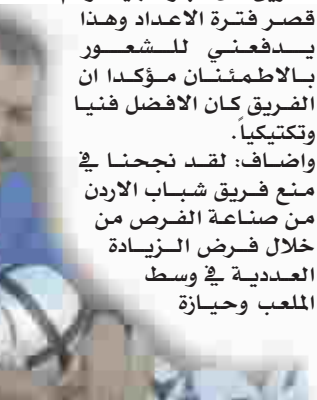 قصر فترة الاعداد وهذا
يدفعني للشعور
بالاطمئنان مؤكدا ان
الفريق كان الافضل فنيا
وتكتيكياً.
واضاف: لقد نجحنا في
منع فريق شباب الاردن
من صناعة الفرص من
خلال فرض الزيادة
العددية في وسط
الملعب وحيازة